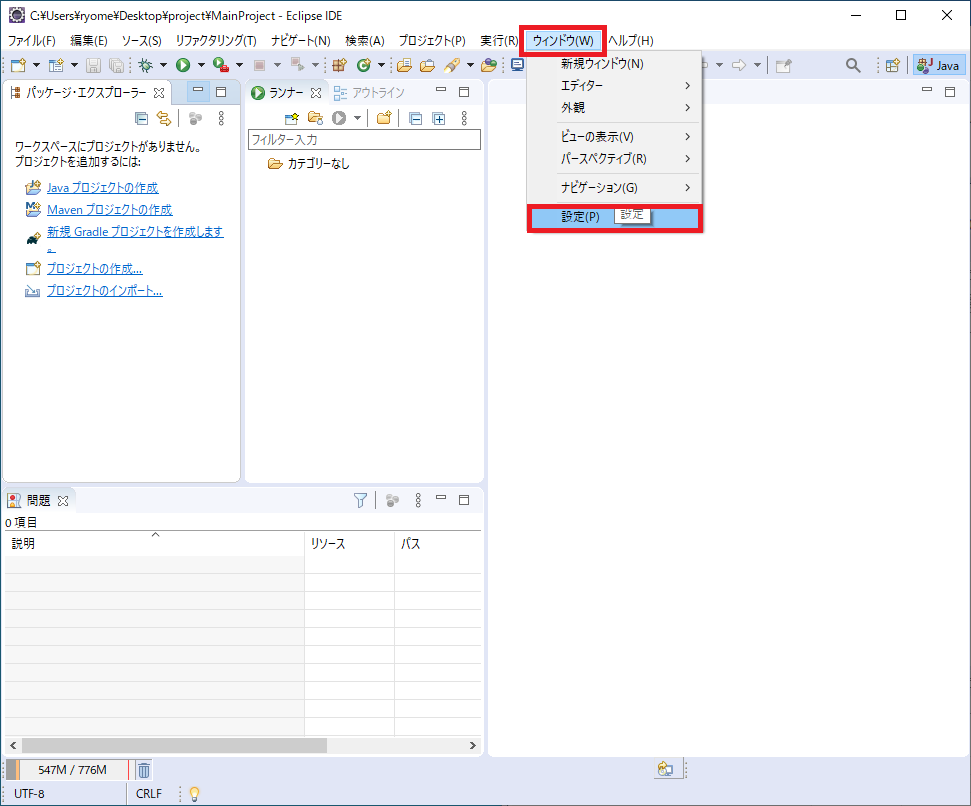 C:¥Users¥ryome¥Desktop¥project¥MainProject - Eclipse IDE
ファイル(F) 編集(E) ソース(S) リファクタリング(T) ナビゲート(N) 検索(A) プロジェクト(P) 実行(R) ウィンドウ(W) ヘルプ(H)
新規ウィンドウ(N)
エディター
外観
ビューの表示(V)
パースペクティブ(R)
ナビゲーション(G)
設定(P) 設定
Java
パッケージ・エクスプローラー
ワークスペースにプロジェクトがありません。
プロジェクトを追加するには:
Java プロジェクトの作成
Maven プロジェクトの作成
新規 Gradle プロジェクトを作成します
。
プロジェクトの作成...
プロジェクトのインポート...
ランナー アウトライン
フィルター入力
カテゴリーなし
問題
0 項目
説明 リソース パス
547M / 776M
UTF-8 CRLF